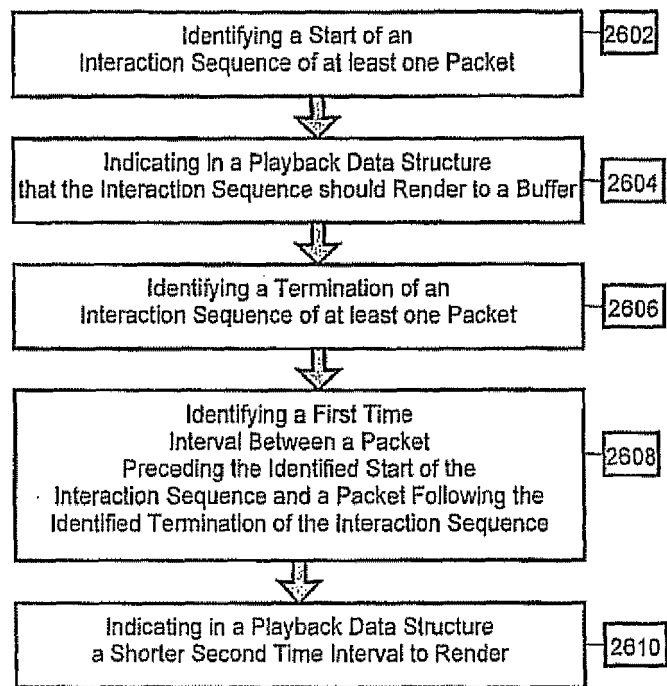 Identifying a Start of an
Interaction Sequence of at least one Packet
2602
Indicating in a Playback Data Structure
that the Interaction Sequence should Render to a Buffer
2604
Identifying a Termination of an
Interaction Sequence of at least one Packet
2606
Identifying a First Time
Interval Between a Packet
Preceding the Identified Start of the
Interaction Sequence and a Packet Following the
Identified Termination of the Interaction Sequence
2608
Indicating in a Playback Data Structure
a Shorter Second Time Interval to Render
2610